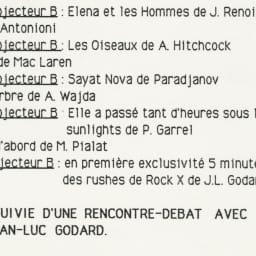 ojecteur B : Elena et les Hommes de J. Renoi
Antonioni
ojecteur B : Les Oiseaux de A. Hitchcock
de Mac Laren
ojecteur B : Sayat Nova de Paradjanov
rbre de A. Wajda
ojecteur B : Elle a passé tant d'heures sous l
sunlights de P. Garrel
'abord de M. Pialat
jecteur B : en première exclusivité 5 minute
des rushes de Rock X de J.L. Godar
UIVIE D'UNE RENCONTRE-DEBAT AVEC
AN-LUC GODARD.